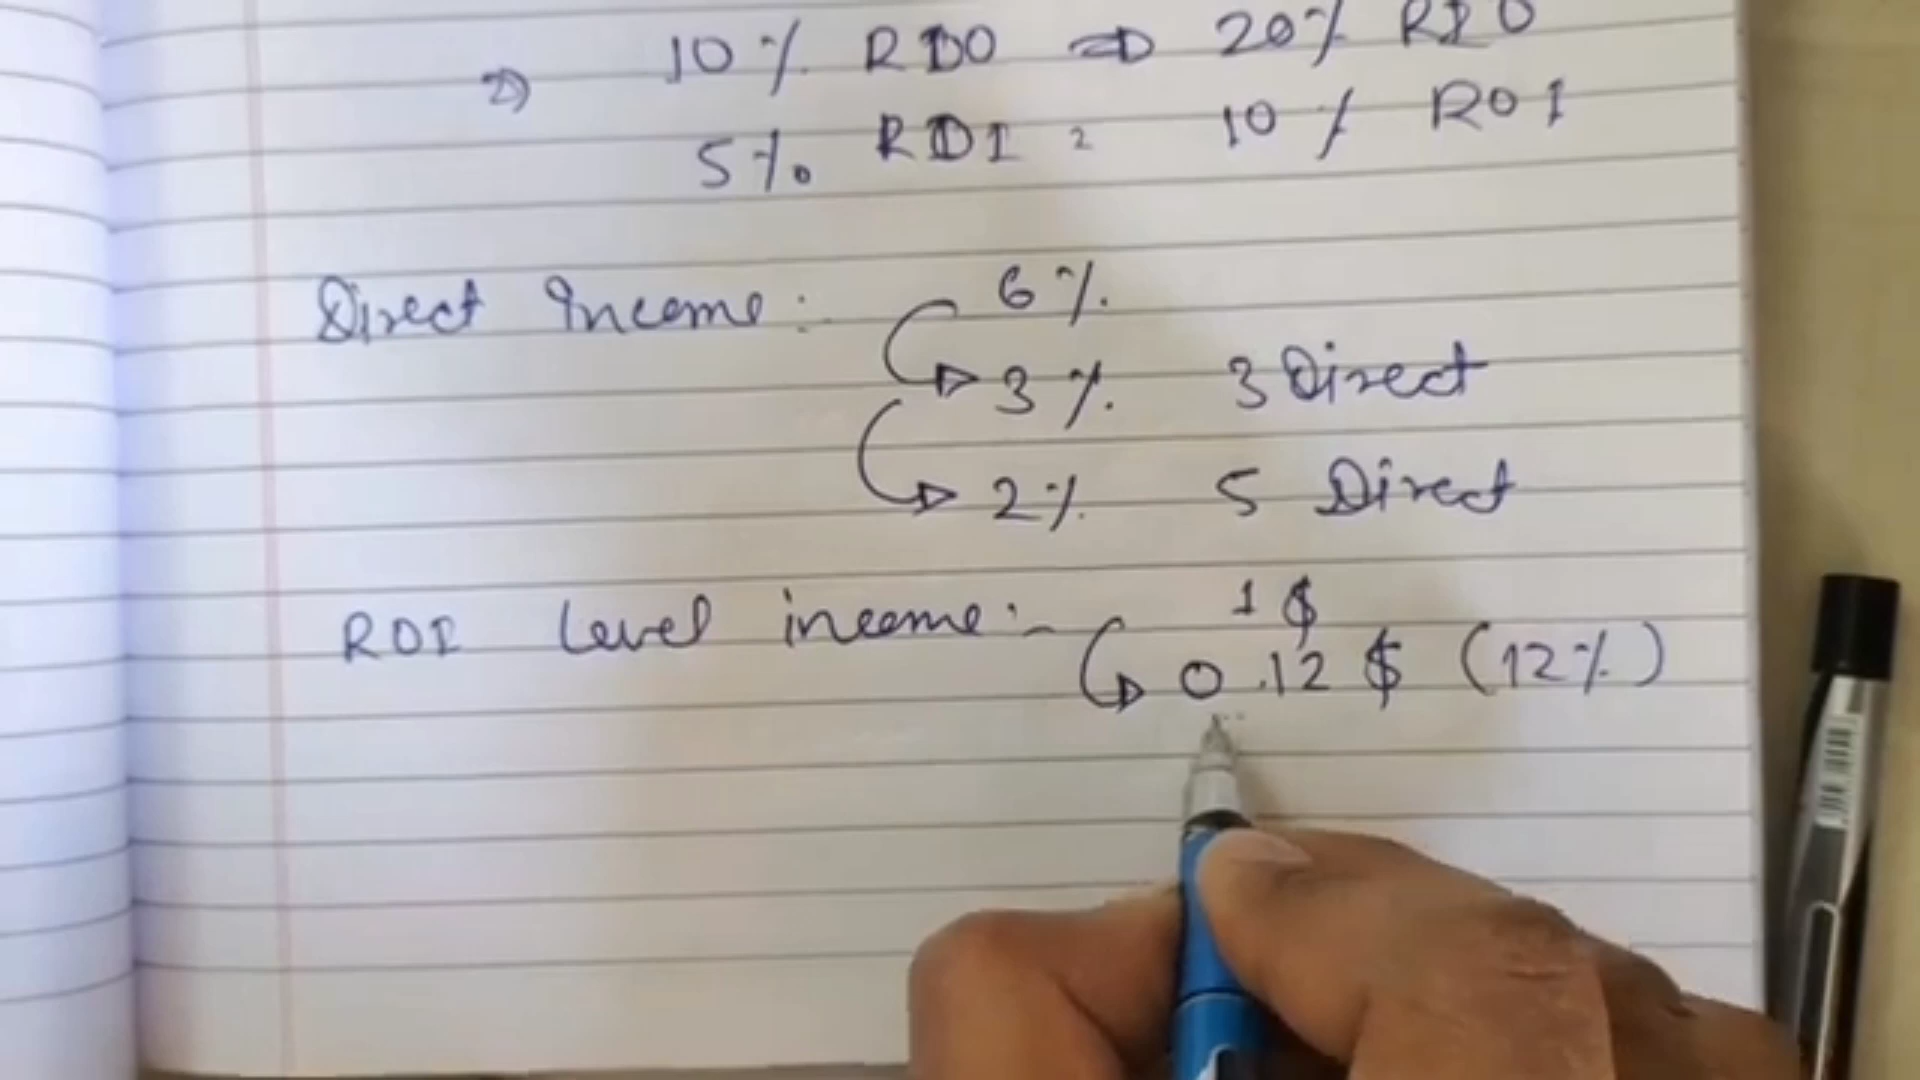 ⇒ 10% RDO ⇒ 20% RDO
5% RDI = 10% ROI
Direct Income :- 6%.
3%. 3 Direct
2%. 5 Direct
ROI Level income :- 1 $
0.12 $ (12%)